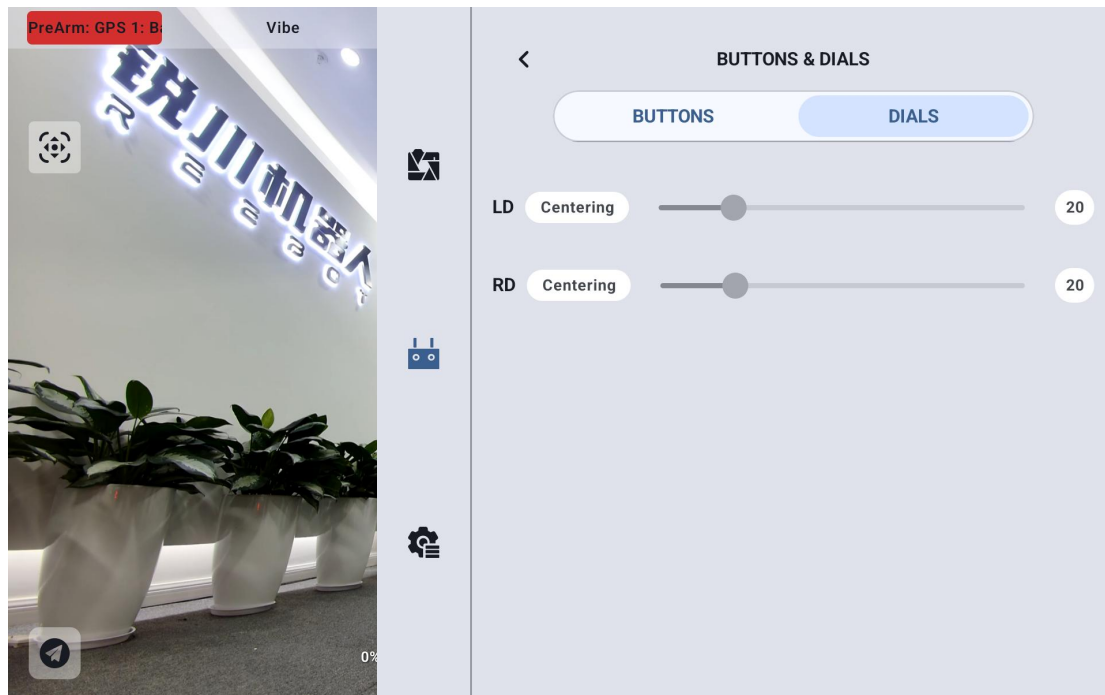 PreArm: GPS 1: Ba
Vibe
锐川机器人
0%
BUTTONS & DIALS
BUTTONS
DIALS
LD
Centering
20
RD
Centering
20